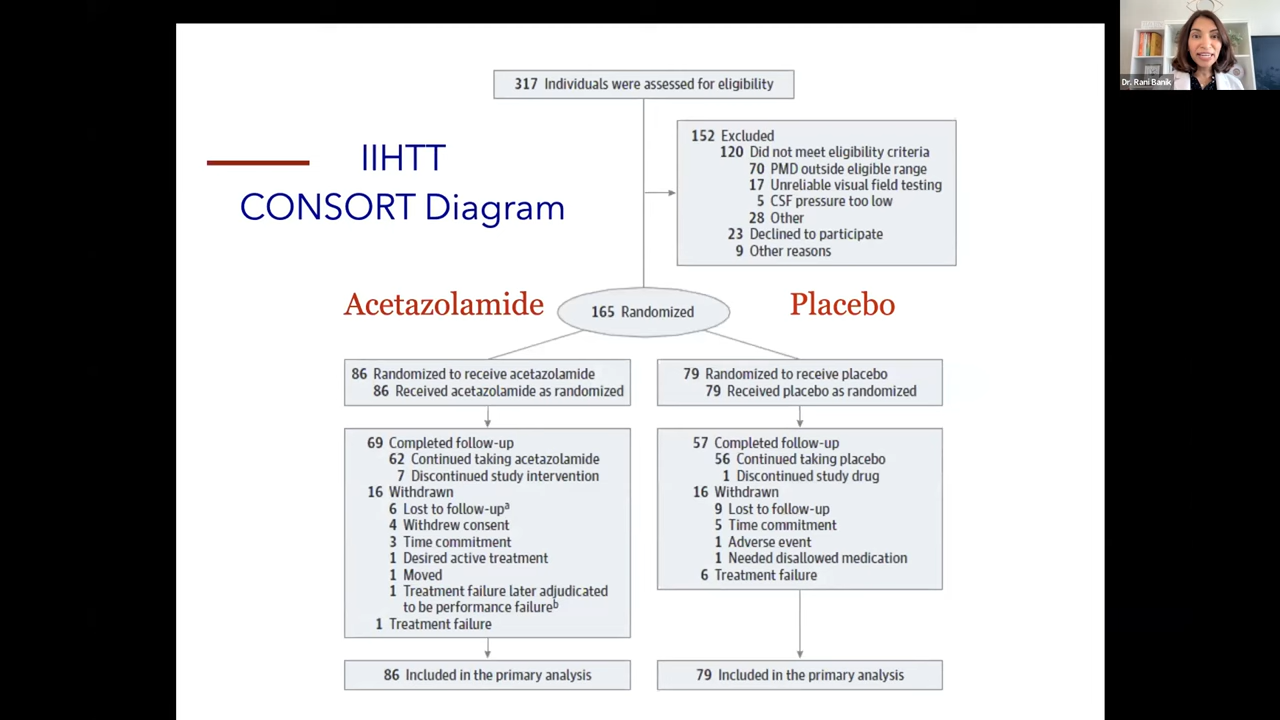 Dr. Rani Banik
IIHTT
CONSORT Diagram
317 Individuals were assessed for eligibility
152 Excluded
120 Did not meet eligibility criteria
70 PMD outside eligible range
17 Unreliable visual field testing
5 CSF pressure too low
28 Other
23 Declined to participate
9 Other reasons
Acetazolamide
165 Randomized
Placebo
86 Randomized to receive acetazolamide
86 Received acetazolamide as randomized
79 Randomized to receive placebo
79 Received placebo as randomized
69 Completed follow-up
62 Continued taking acetazolamide
7 Discontinued study intervention
16 Withdrawn
6 Lost to follow-upa
4 Withdrew consent
3 Time commitment
1 Desired active treatment
1 Moved
1 Treatment failure later adjudicated
to be performance failureb
1 Treatment failure
57 Completed follow-up
56 Continued taking placebo
1 Discontinued study drug
16 Withdrawn
9 Lost to follow-up
5 Time commitment
1 Adverse event
1 Needed disallowed medication
6 Treatment failure
86 Included in the primary analysis
79 Included in the primary analysis